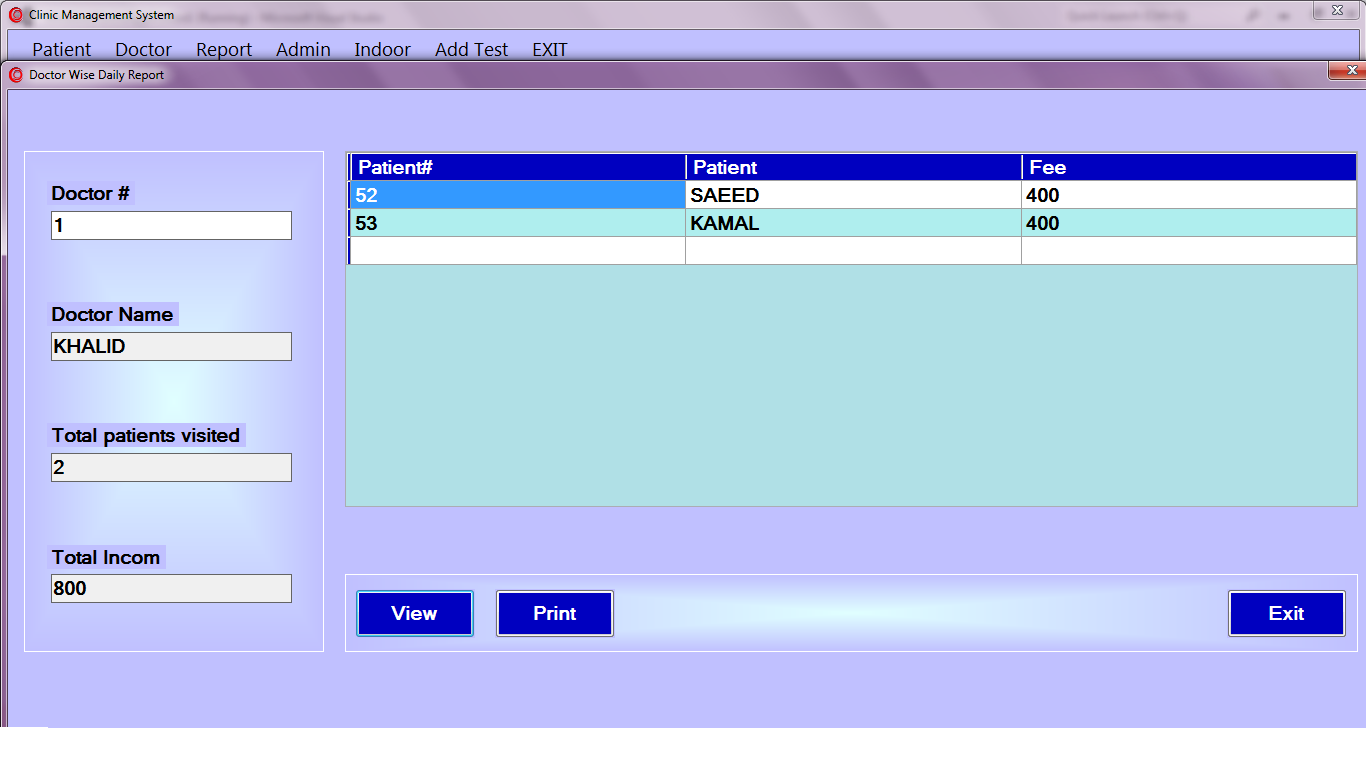 Clinic Management System
Patient Doctor Report Admin Indoor Add Test EXIT
Doctor Wise Daily Report
Doctor #
1
Doctor Name
KHALID
Total patients visited
2
Total Incom
800
Patient# Patient Fee
52 SAEED 400
53 KAMAL 400
View Print Exit